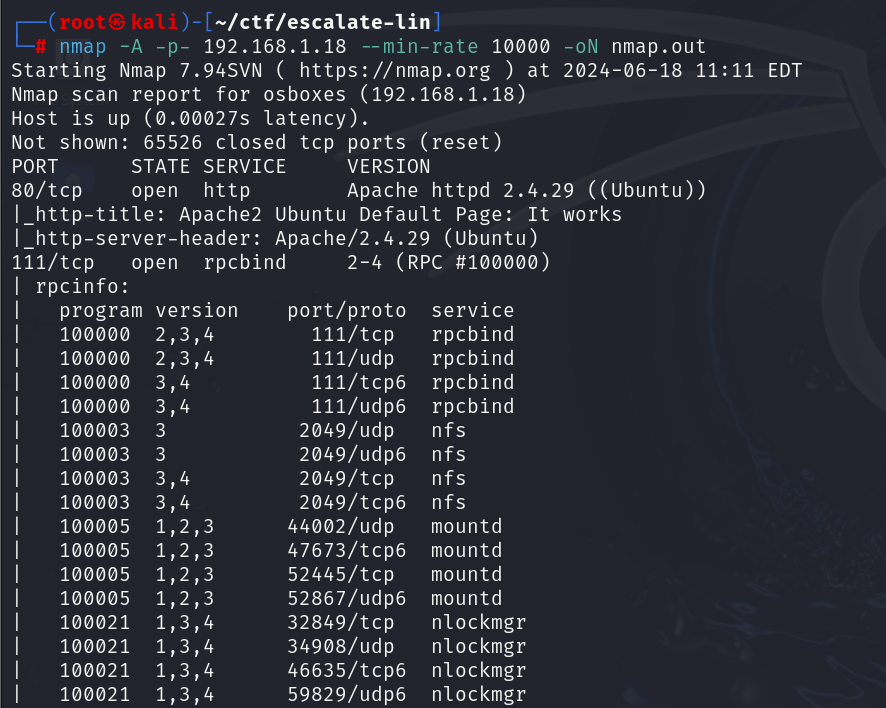 ┌──(root㉿kali)-[~/ctf/escalate-lin]
└─# nmap -A -p- 192.168.1.18 --min-rate 10000 -oN nmap.out
Starting Nmap 7.94SVN ( https://nmap.org ) at 2024-06-18 11:11 EDT
Nmap scan report for osboxes (192.168.1.18)
Host is up (0.00027s latency).
Not shown: 65526 closed tcp ports (reset)
PORT      STATE SERVICE     VERSION
80/tcp    open  http        Apache httpd 2.4.29 ((Ubuntu))
|_http-title: Apache2 Ubuntu Default Page: It works
|_http-server-header: Apache/2.4.29 (Ubuntu)
111/tcp   open  rpcbind     2-4 (RPC #100000)
| rpcinfo:
|   program version    port/proto  service
|   100000  2,3,4        111/tcp   rpcbind
|   100000  2,3,4        111/udp   rpcbind
|   100000  3,4          111/tcp6  rpcbind
|   100000  3,4          111/udp6  rpcbind
|   100003  3           2049/udp   nfs
|   100003  3           2049/udp6  nfs
|   100003  3,4         2049/tcp   nfs
|   100003  3,4         2049/tcp6  nfs
|   100005  1,2,3      44002/udp   mountd
|   100005  1,2,3      47673/tcp6  mountd
|   100005  1,2,3      52445/tcp   mountd
|   100005  1,2,3      52867/udp6  mountd
|   100021  1,3,4      32849/tcp   nlockmgr
|   100021  1,3,4      34908/udp   nlockmgr
|   100021  1,3,4      46635/tcp6  nlockmgr
|   100021  1,3,4      59829/udp6  nlockmgr